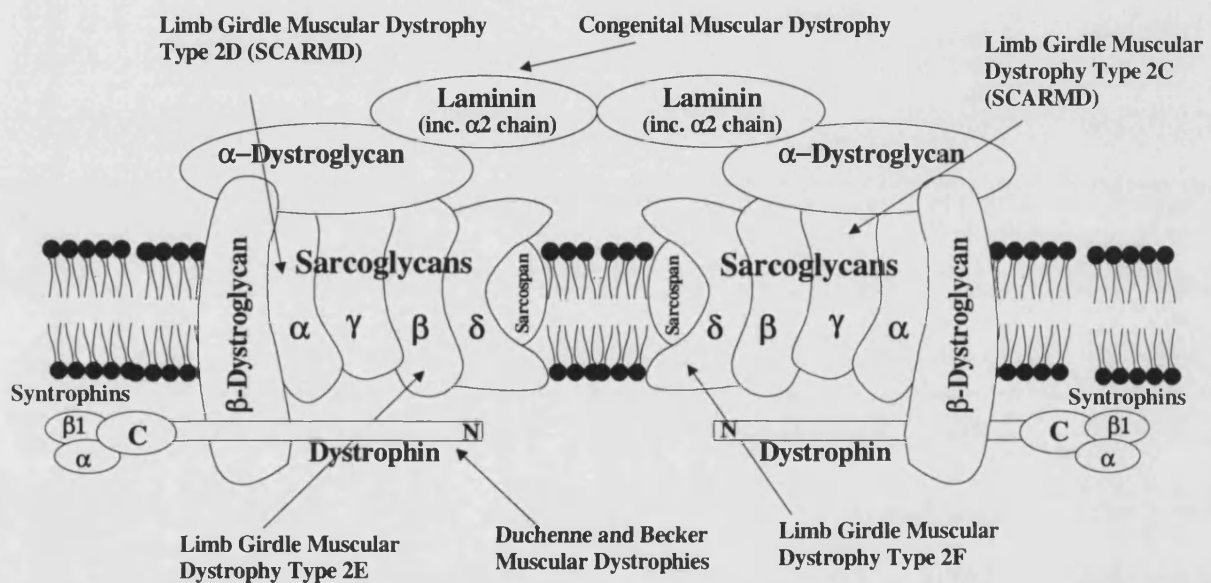 Limb Girdle Muscular Dystrophy
Type 2D (SCARMD)
Congenital Muscular Dystrophy
Limb Girdle Muscular
Dystrophy Type 2C
(SCARMD)
Laminin
(inc. α2 chain)
Laminin
(inc. α2 chain)
α–Dystroglycan
α–Dystroglycan
β-Dystroglycan
Sarcoglycans
α
γ
β
δ
Sarcospan
Sarcospan
Sarcoglycans
δ
β
γ
α
β-Dystroglycan
Syntrophins
β1
α
C
N
Dystrophin
N
Dystrophin
Syntrophins
C
β1
α
Limb Girdle Muscular
Dystrophy Type 2E
Duchenne and Becker
Muscular Dystrophies
Limb Girdle Muscular
Dystrophy Type 2F